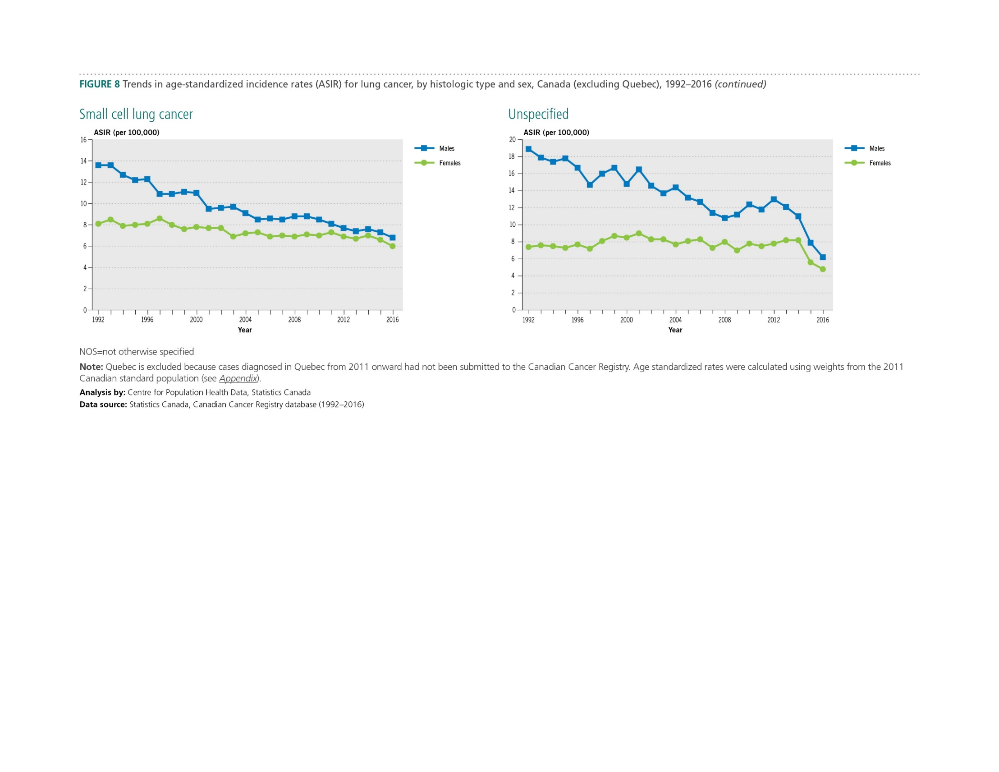 FIGURE 8 Trends in age-standardized incidence rates (ASIR) for lung cancer, by histologic type and sex, Canada (excluding Quebec), 1992–2016 (continued)
Small cell lung cancer
ASIR (per 100,000)
16
14
12
10
8
6
4
2
0
1992 1996 2000 2004 2008 2012 2016
Year
Males
Females
Unspecified
ASIR (per 100,000)
20
18
16
14
12
10
8
6
4
2
0
1992 1996 2000 2004 2008 2012 2016
Year
Males
Females
NOS=not otherwise specified
Note: Quebec is excluded because cases diagnosed in Quebec from 2011 onward had not been submitted to the Canadian Cancer Registry. Age standardized rates were calculated using weights from the 2011
Canadian standard population (see Appendix).
Analysis by: Centre for Population Health Data, Statistics Canada
Data source: Statistics Canada, Canadian Cancer Registry database (1992–2016)